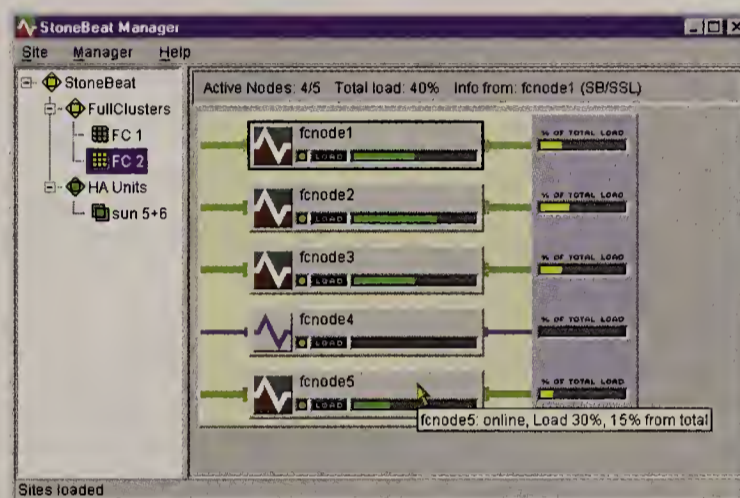 StoneBeat Manager
Site Manager Help
StoneBeat
FullClusters
FC 1
FC 2
HA Units
sun 5+6
Active Nodes: 4/5 Total load: 40% Info from: fcnode1 (SB/SSL)
fcnode1
LOAD
% OF TOTAL LOAD
fcnode2
LOAD
% OF TOTAL LOAD
fcnode3
LOAD
% OF TOTAL LOAD
fcnode4
LOAD
% OF TOTAL LOAD
fcnode5
LOAD
% OF TOTAL LOAD
fcnode5: online, Load 30%, 15% from total
Sites loaded